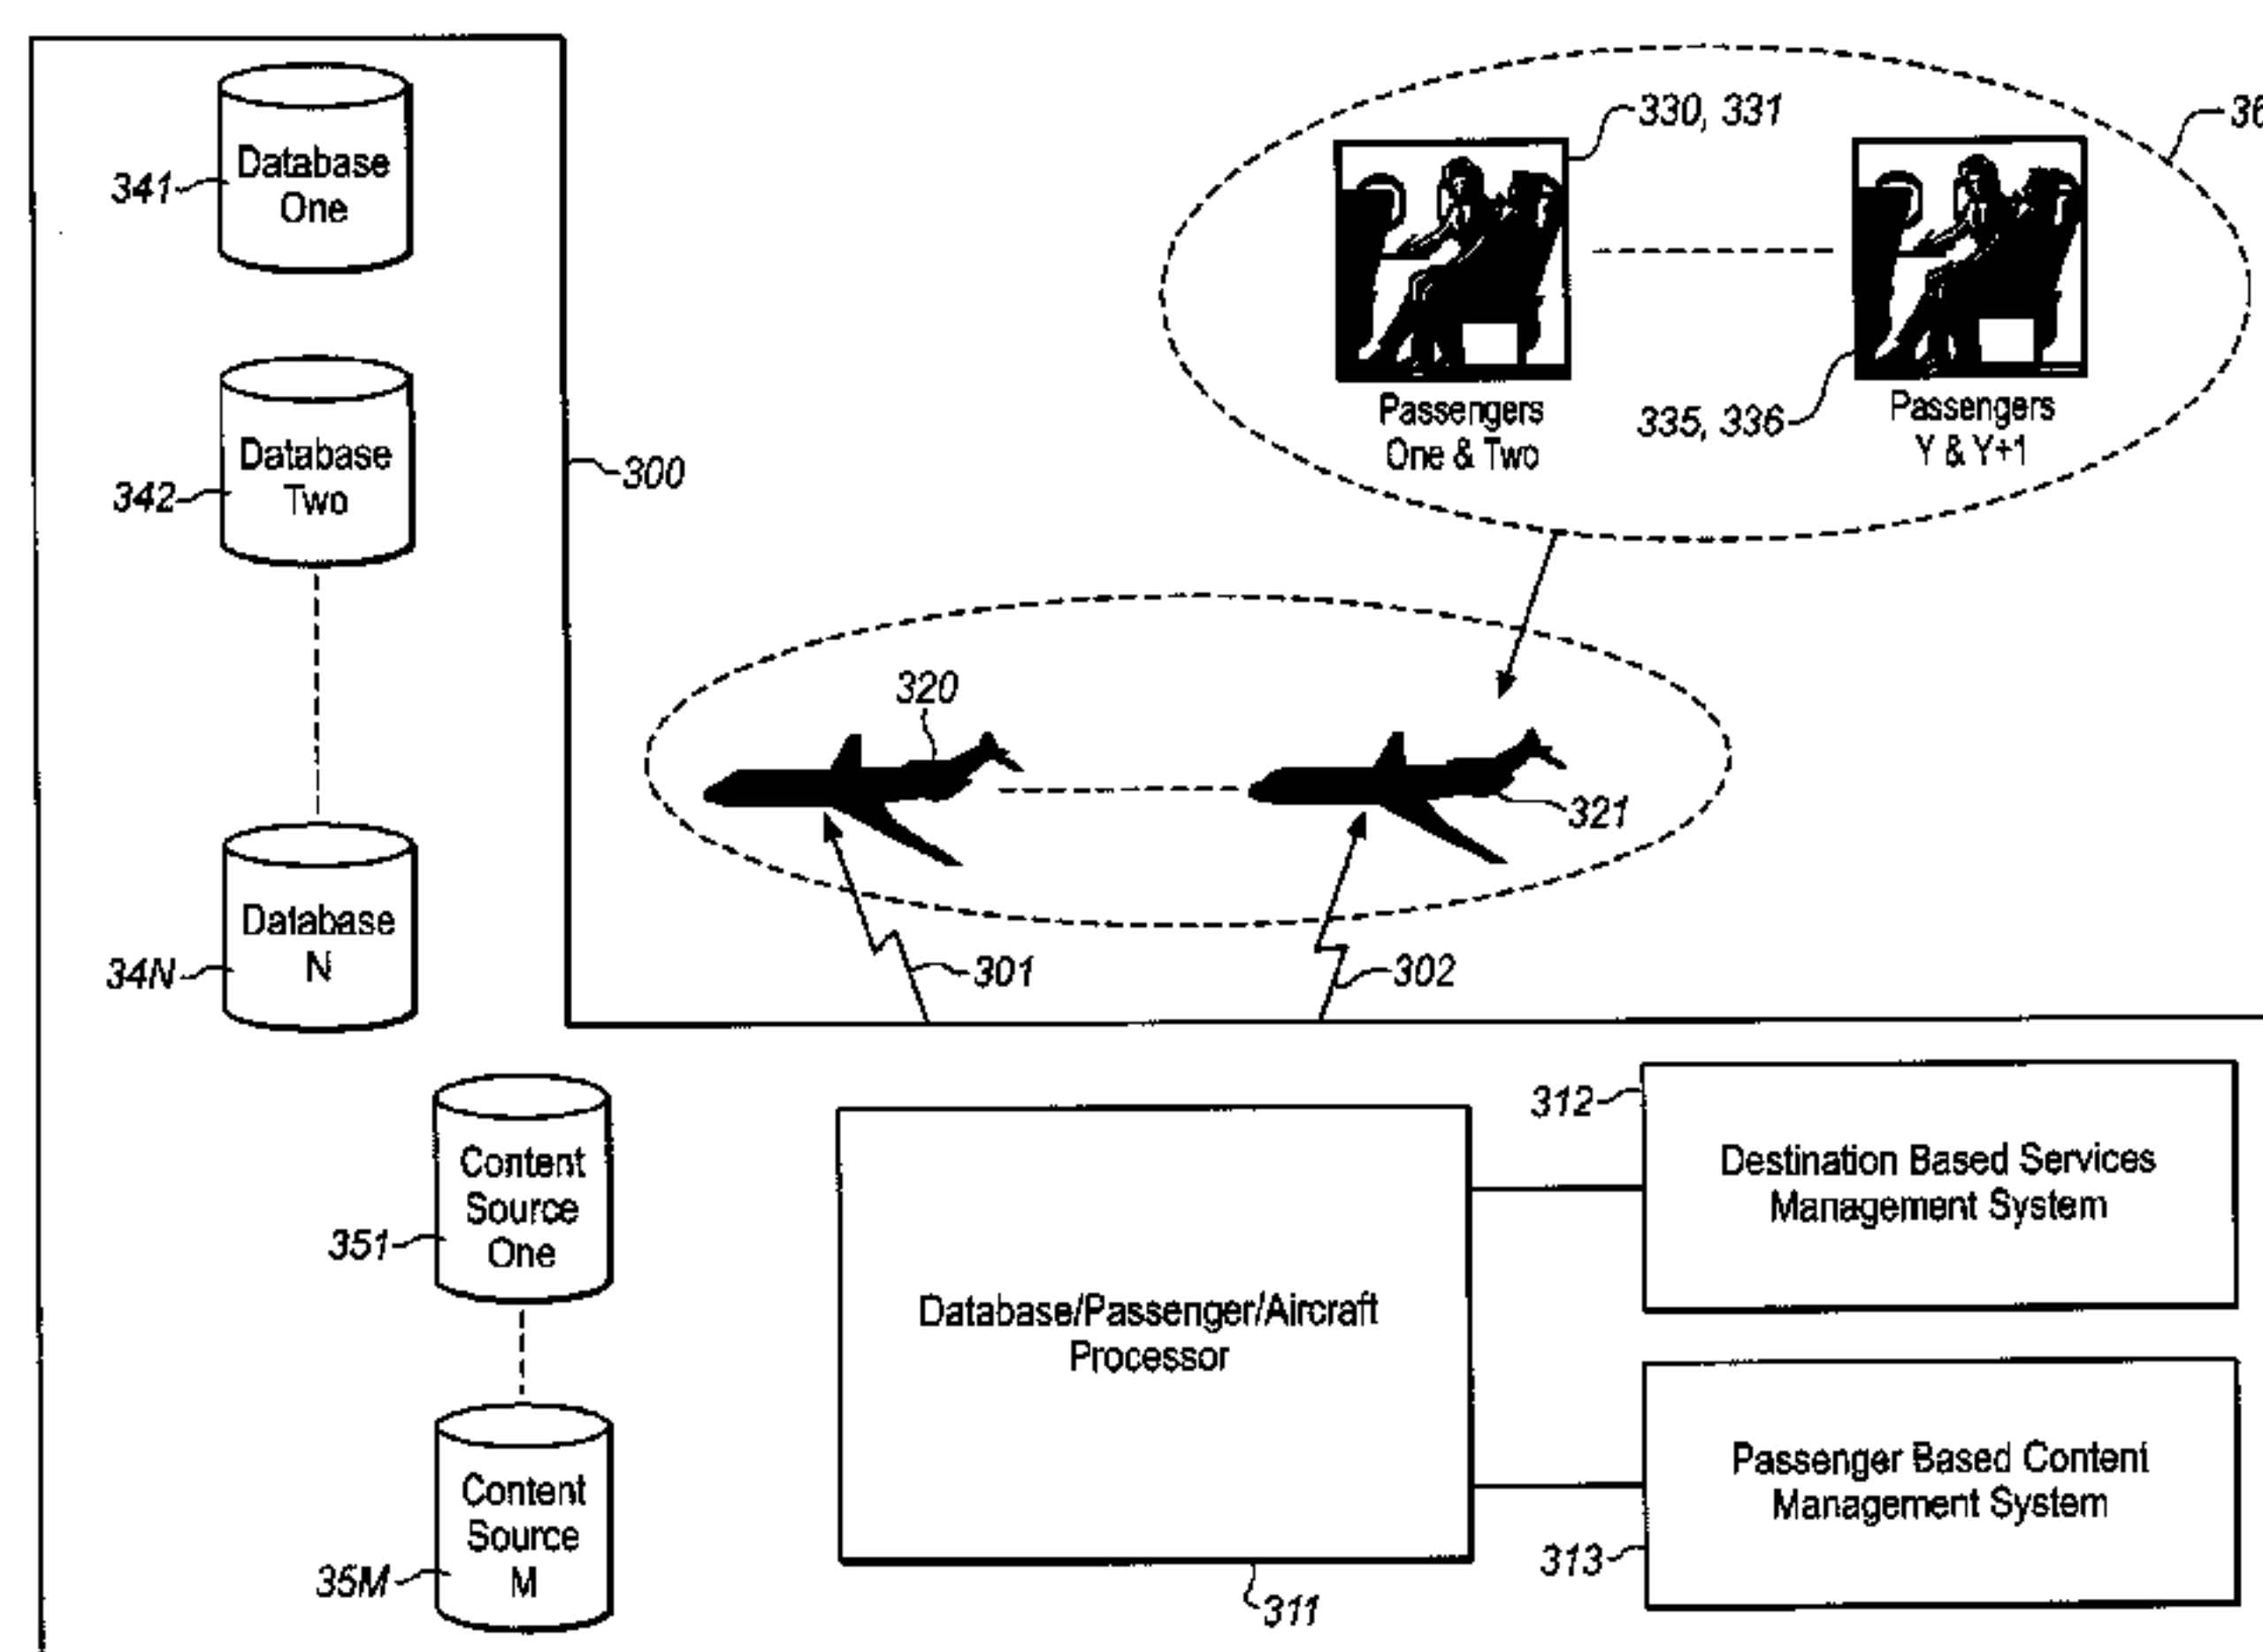 341
Database
One
342
Database
Two
34N
Database
N
300
330, 331
Passengers
One & Two
335, 336
Passengers
Y & Y+1
320
321
301
302
351
Content
Source
One
35M
Content
Source
M
Database/Passenger/Aircraft
Processor
311
312
Destination Based Services
Management System
Passenger Based Content
Management System
313